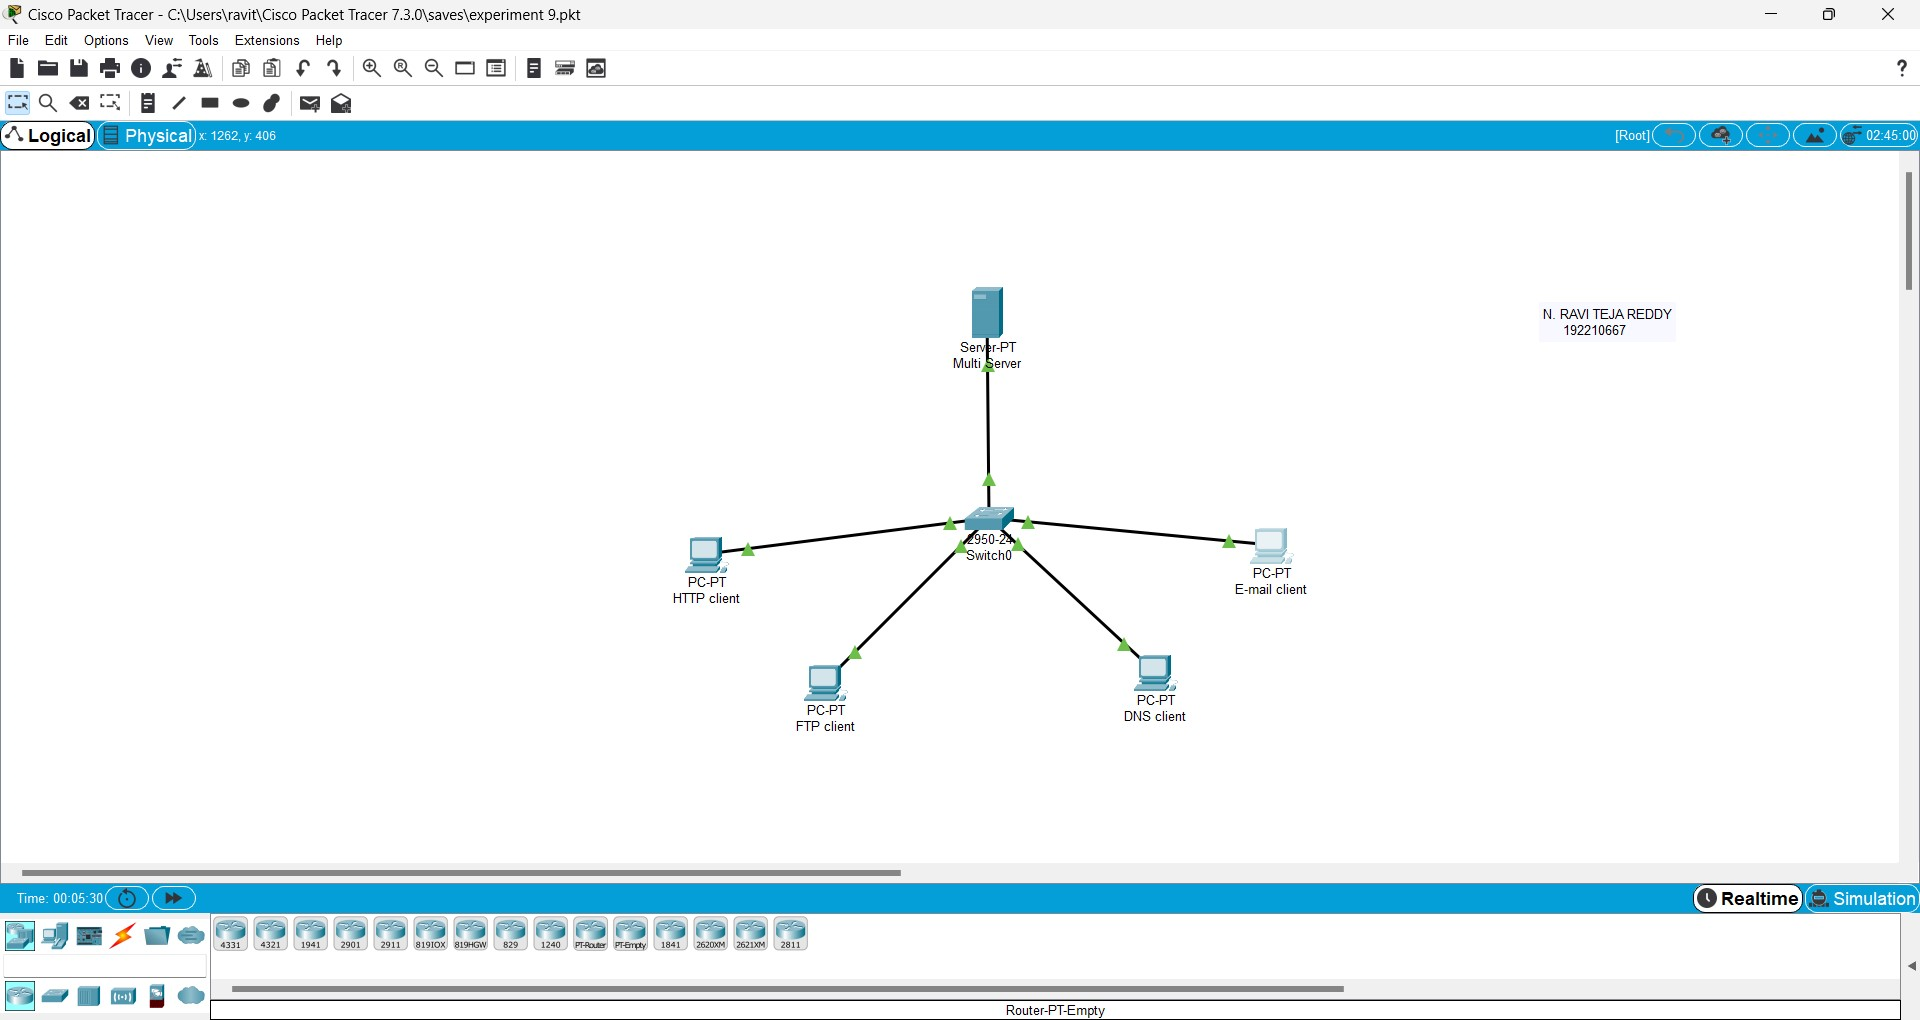 Cisco Packet Tracer - C:\Users\ravit\Cisco Packet Tracer 7.3.0\saves\experiment 9.pkt
File Edit Options View Tools Extensions Help
?
Logical Physical x: 1262, y: 406 [Root] 02:45:00
N. RAVI TEJA REDDY
192210667
Server-PT
Multi Server
2950-24
Switch0
PC-PT
HTTP client
PC-PT
E-mail client
PC-PT
FTP client
PC-PT
DNS client
Time: 00:05:30 Realtime Simulation
4331 4321 1941 2901 2911 819IOX 819HGW 829 1240 PT-Router PT-Empty 1841 2620XM 2621XM 2811
Router-PT-Empty